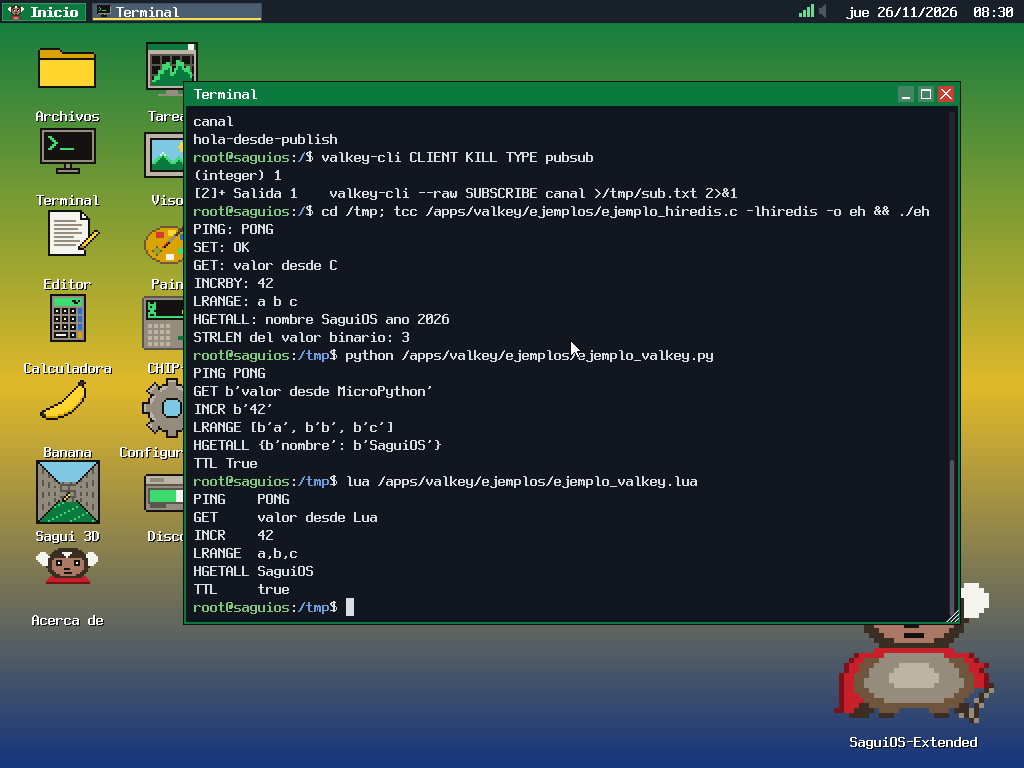 Inicio
Terminal
jue 26/11/2026 08:30
Archivos
Terminal
Editor
Calculadora
CHIP-
Banana
Configur
Sagui 3D
Disco
Acerca de
Tarea
Viso
Pain
Terminal
canal
hola-desde-publish
root@saguios:/$ valkey-cli CLIENT KILL TYPE pubsub
(integer) 1
[2]+ Salida 1    valkey-cli --raw SUBSCRIBE canal >/tmp/sub.txt 2>&1
root@saguios:/$ cd /tmp; tcc /apps/valkey/ejemplos/ejemplo_hiredis.c -lhiredis -o eh && ./eh
PING: PONG
SET: OK
GET: valor desde C
INCRBY: 42
LRANGE: a b c
HGETALL: nombre SaguiOS ano 2026
STRLEN del valor binario: 3
root@saguios:/tmp$ python /apps/valkey/ejemplos/ejemplo_valkey.py
PING PONG
GET b'valor desde MicroPython'
INCR b'42'
LRANGE [b'a', b'b', b'c']
HGETALL {b'nombre': b'SaguiOS'}
TTL True
root@saguios:/tmp$ lua /apps/valkey/ejemplos/ejemplo_valkey.lua
PING    PONG
GET     valor desde Lua
INCR    42
LRANGE  a,b,c
HGETALL SaguiOS
TTL     true
root@saguios:/tmp$
SaguiOS-Extended